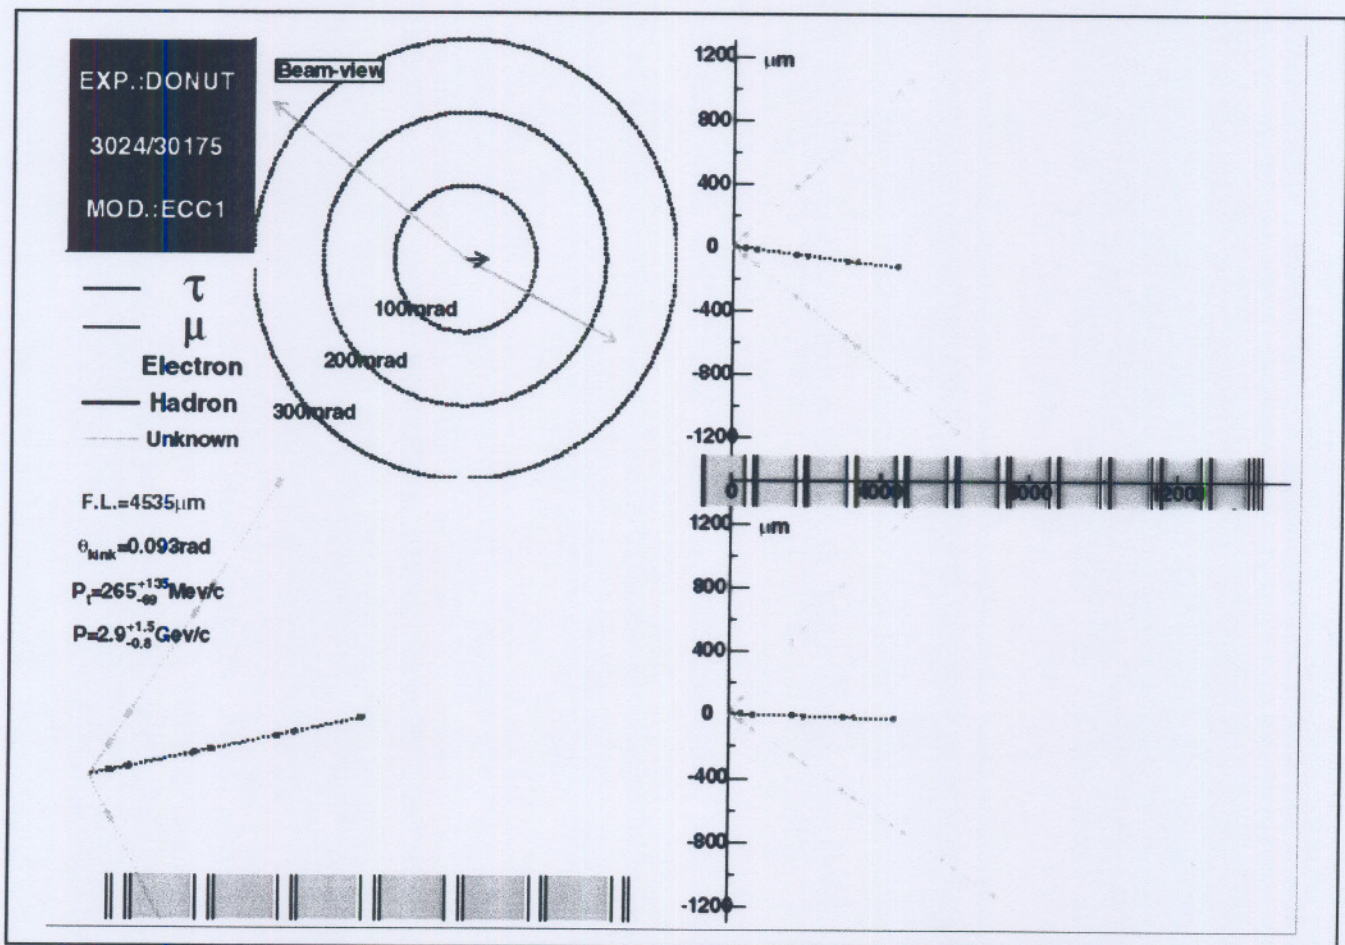 EXP.:DONUT
3024/30175
MOD.:ECC1
Beam-view
100mrad
200mrad
300mrad
τ
μ
Electron
Hadron
Unknown
F.L.=4535μm
θkink=0.093rad
Pt=265+135-69Mev/c
P=2.9+1.5-0.8Gev/c
1200 μm
800
400
0
-400
-800
-1200
0 4000 8000 12000
1200 μm
800
400
0
-400
-800
-1200